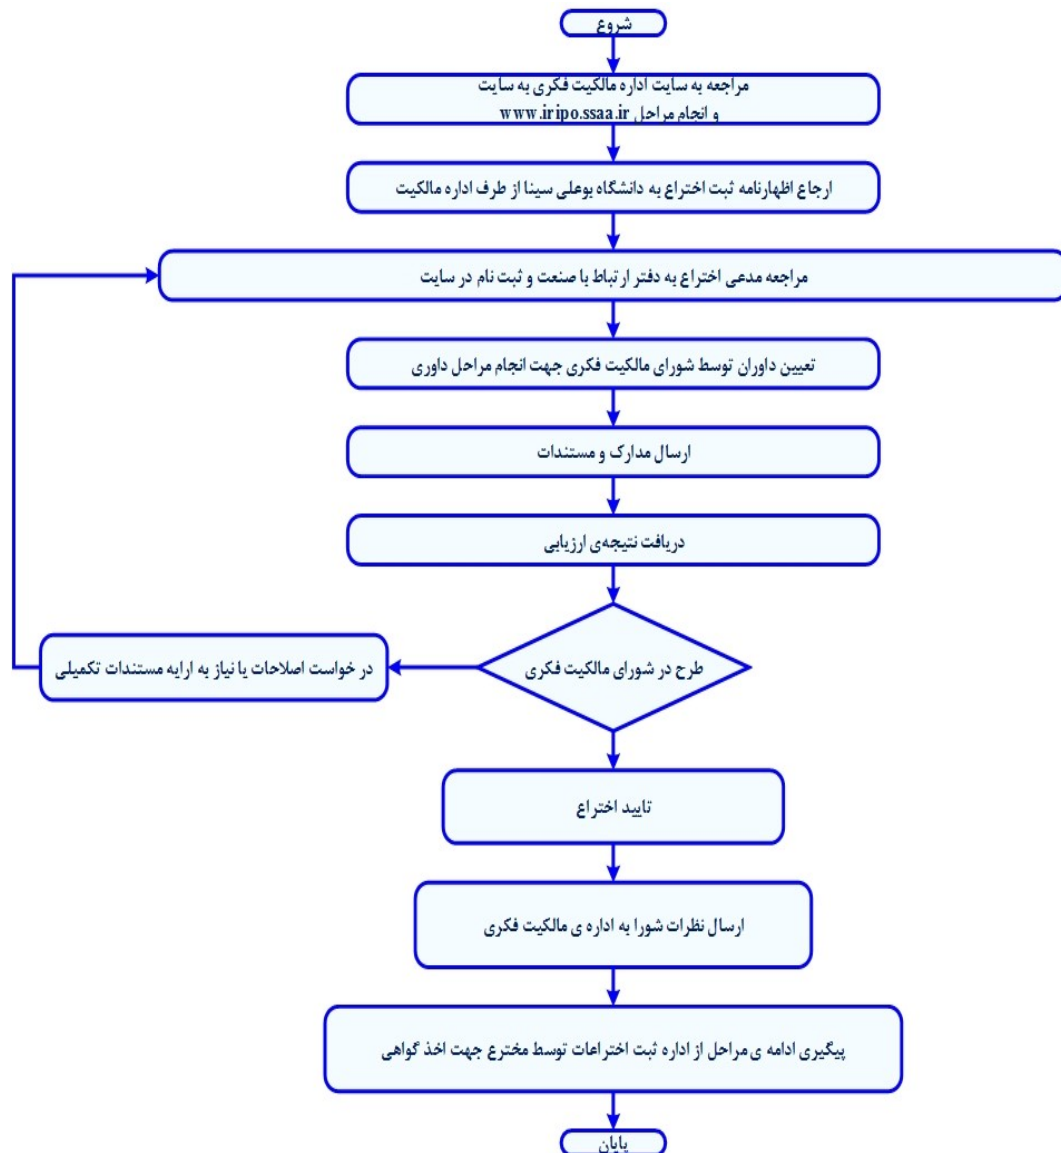 شروع
مراجعه به سایت اداره مالکیت فکری به سایت
www.iripo.ssaa.ir و انجام مراحل
ارجاع اظهارنامه ثبت اختراع به دانشگاه بوعلی سینا از طرف اداره مالکیت
مراجعه مدعی اختراع به دفتر ارتباط با صنعت و ثبت نام در سایت
تعیین داوران توسط شورای مالکیت فکری جهت انجام مراحل داوری
ارسال مدارک و مستندات
دریافت نتیجه‌ی ارزیابی
طرح در شورای مالکیت فکری
در خواست اصلاحات یا نیاز به ارایه مستندات تکمیلی
تایید اختراع
ارسال نظرات شورا به اداره ی مالکیت فکری
پیگیری ادامه ی مراحل از اداره ثبت اختراعات توسط مخترع جهت اخذ گواهی
پایان